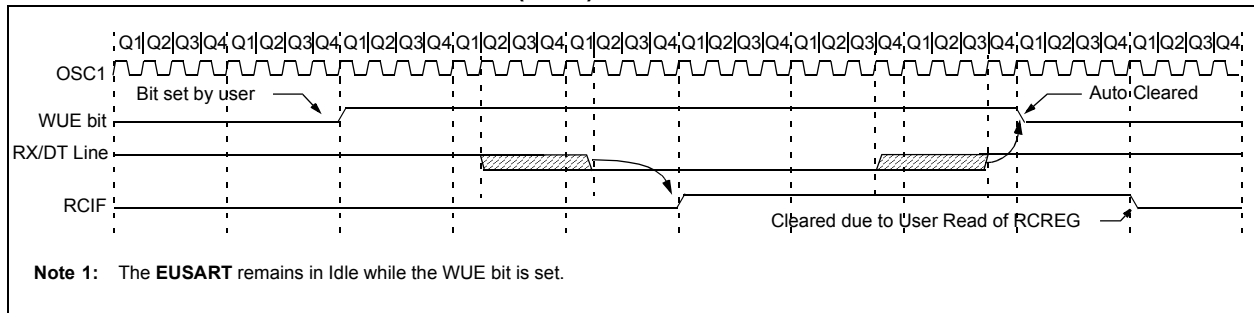 Q1 Q2 Q3 Q4 Q1 Q2 Q3 Q4 Q1 Q2 Q3 Q4 Q1 Q2 Q3 Q4 Q1 Q2 Q3 Q4 Q1 Q2 Q3 Q4 Q1 Q2 Q3 Q4 Q1 Q2 Q3 Q4 Q1 Q2 Q3 Q4 Q1 Q2 Q3 Q4
OSC1
Bit set by user
Auto Cleared
WUE bit
RX/DT Line
RCIF
Cleared due to User Read of RCREG
Note 1: The EUSART remains in Idle while the WUE bit is set.